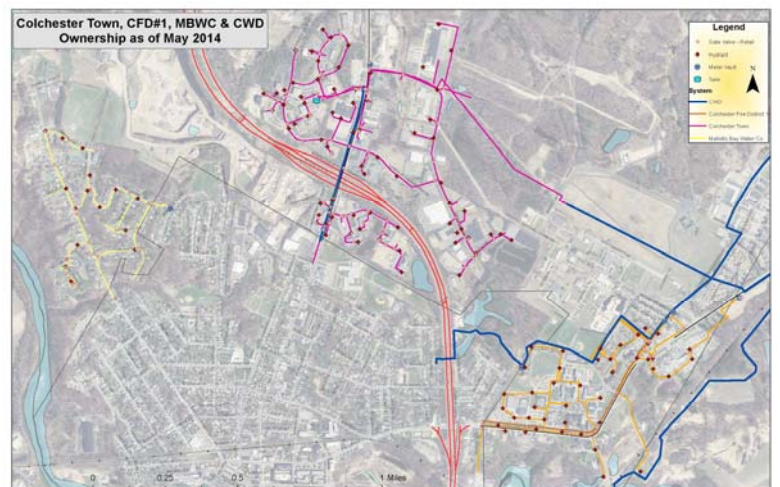 Colchester Town, CFD#1, MBWC & CWD
Ownership as of May 2014
Legend
Gate Valve - Retail
Hydrant
Meter Vault
Tank
N
System
CWD
Colchester Fire District
Colchester Town
Mallets Bay Water Co
0 0.25 0.5 1 Miles